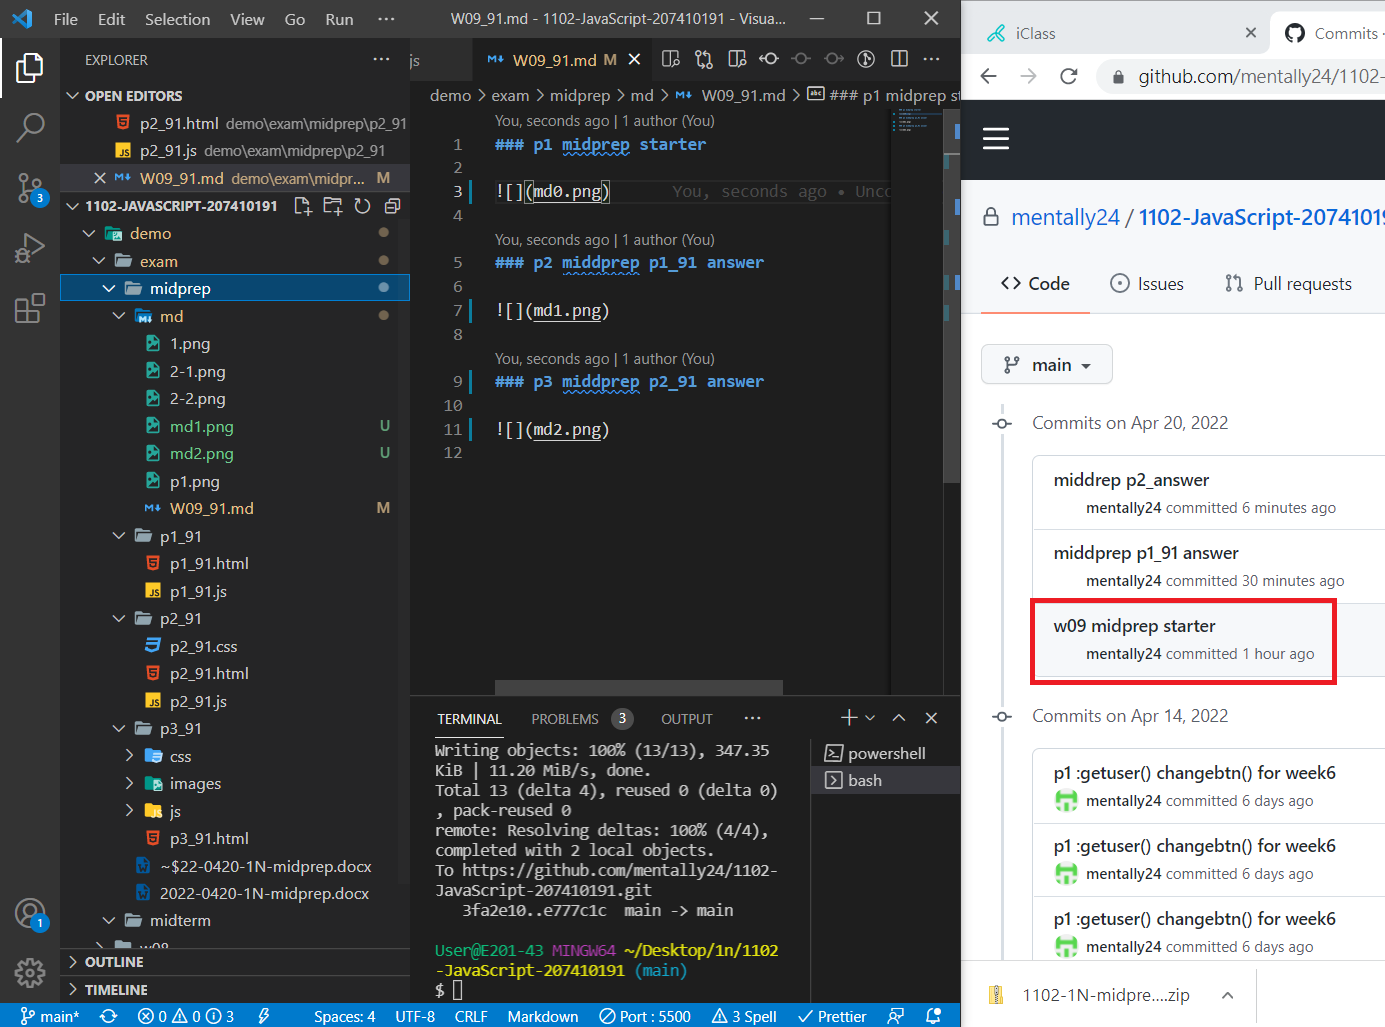 File Edit Selection View Go Run ···
W09_91.md - 1102-JavaScript-207410191 - Visua...
EXPLORER
OPEN EDITORS
p2_91.html demo\exam\midprep\p2_91
p2_91.js demo\exam\midprep\p2_91
W09_91.md demo\exam\midpr... M
1102-JAVASCRIPT-207410191
demo
exam
midprep
md
1.png
2-1.png
2-2.png
md1.png U
md2.png U
p1.png
W09_91.md M
p1_91
p1_91.html
p1_91.js
p2_91
p2_91.css
p2_91.html
p2_91.js
p3_91
css
images
js
p3_91.html
~$22-0420-1N-midprep.docx
2022-0420-1N-midprep.docx
midterm
w08
OUTLINE
TIMELINE
3
1
js
W09_91.md M
demo > exam > midprep > md > W09_91.md > ### p1 midprep st
You, seconds ago | 1 author (You)
1 ### p1 midprep starter
2
3 ![](md0.png) You, seconds ago • Unco
4
You, seconds ago | 1 author (You)
5 ### p2 middprep p1_91 answer
6
7 ![](md1.png)
8
You, seconds ago | 1 author (You)
9 ### p3 middprep p2_91 answer
10
11 ![](md2.png)
12
TERMINAL PROBLEMS 3 OUTPUT ···
Writing objects: 100% (13/13), 347.35
KiB | 11.20 MiB/s, done.
Total 13 (delta 4), reused 0 (delta 0)
, pack-reused 0
remote: Resolving deltas: 100% (4/4),
completed with 2 local objects.
To https://github.com/mentally24/1102-
JavaScript-207410191.git
3fa2e10..e777c1c main -> main
User@E201-43 MINGW64 ~/Desktop/1n/1102
-JavaScript-207410191 (main)
$
powershell
bash
main* 0 0 3 Spaces: 4 UTF-8 CRLF Markdown Port : 5500 3 Spell Prettier
iClass
Commits ·
github.com/mentally24/1102-
mentally24 / 1102-JavaScript-20741019
Code Issues Pull requests
main
Commits on Apr 20, 2022
middrep p2_answer
mentally24 committed 6 minutes ago
middprep p1_91 answer
mentally24 committed 30 minutes ago
w09 midprep starter
mentally24 committed 1 hour ago
Commits on Apr 14, 2022
p1 :getuser() changebtn() for week6
mentally24 committed 6 days ago
p1 :getuser() changebtn() for week6
mentally24 committed 6 days ago
p1 :getuser() changebtn() for week6
mentally24 committed 6 days ago
1102-1N-midpre....zip